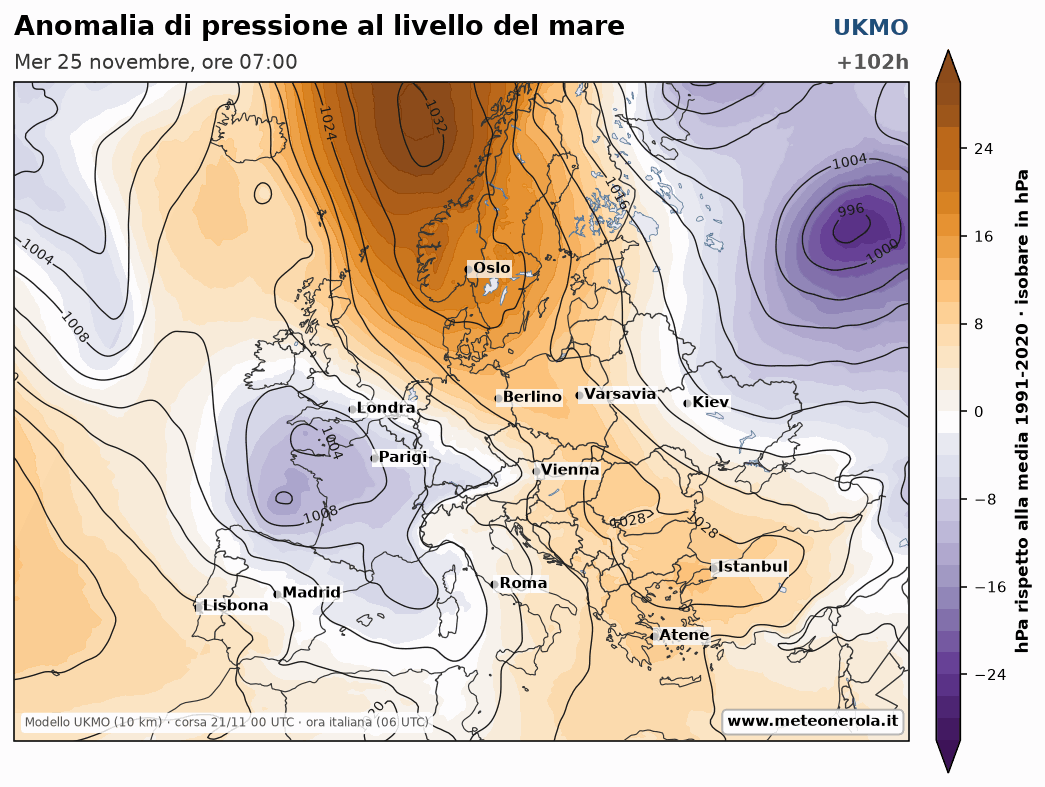 Anomalia di pressione al livello del mare
UKMO
Mer 25 novembre, ore 07:00
+102h
1024
1032
1004
996
1000
1016
1004
1008
Oslo
Londra
Berlino
Varsavia
Kiev
1004
Parigi
Vienna
1008
1028
1028
Istanbul
Roma
Madrid
Lisbona
Atene
Modello UKMO (10 km) · corsa 21/11 00 UTC · ora italiana (06 UTC)
www.meteonerola.it
24
16
8
0
−8
−16
−24
hPa rispetto alla media 1991-2020 · isobare in hPa